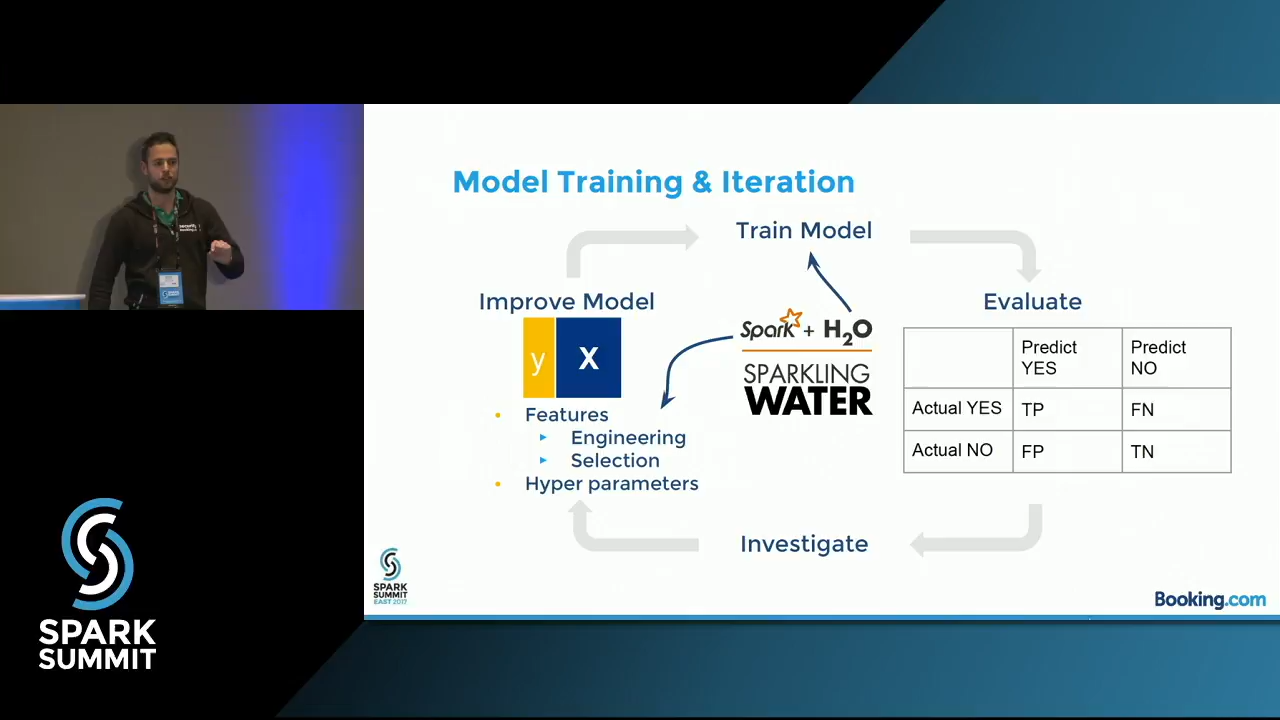 Model Training & Iteration
Train Model
Improve Model
Evaluate
y
X
Spark + H2O
SPARKLING
WATER
Features
Engineering
Selection
Hyper parameters
Predict
YES
Predict
NO
Actual YES
TP
FN
Actual NO
FP
TN
Investigate
SPARK
SUMMIT
EAST 2017
Booking.com
SPARK
SUMMIT